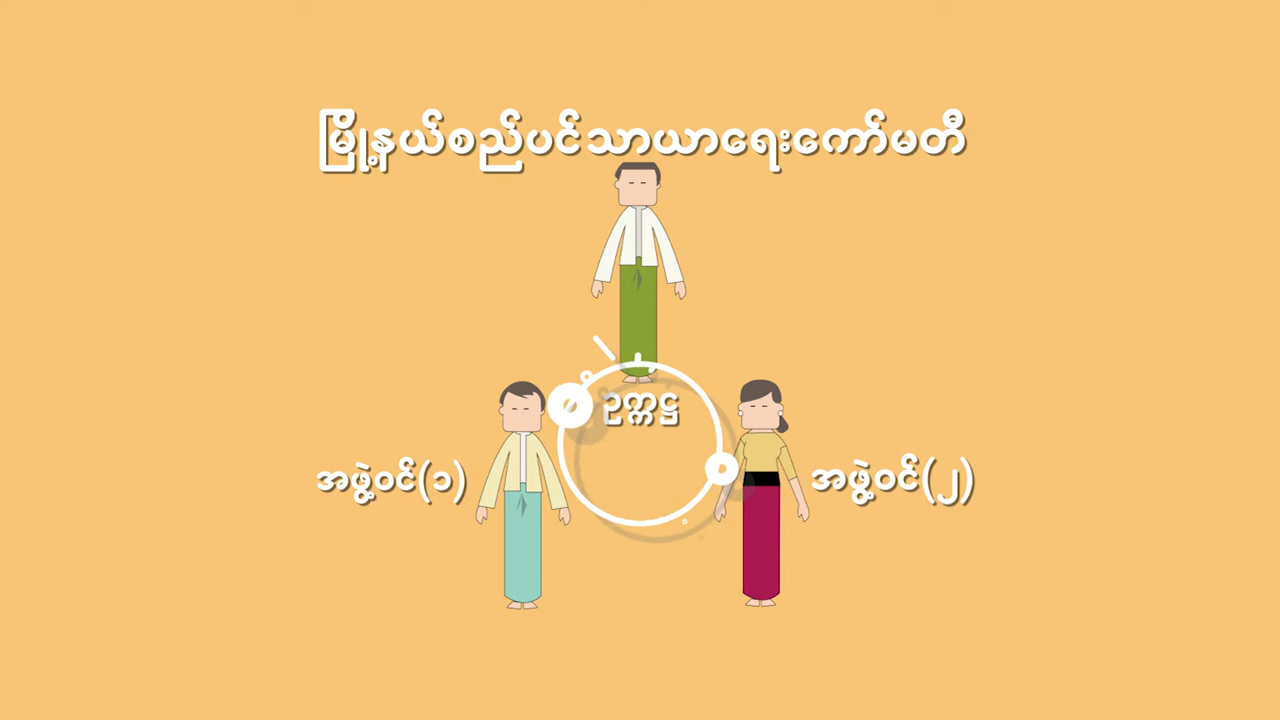 မြို့နယ်စည်ပင်သာယာရေးကော်မတီ
ဥက္ကဋ္ဌ
အဖွဲ့ဝင်(၁)
အဖွဲ့ဝင်(၂)